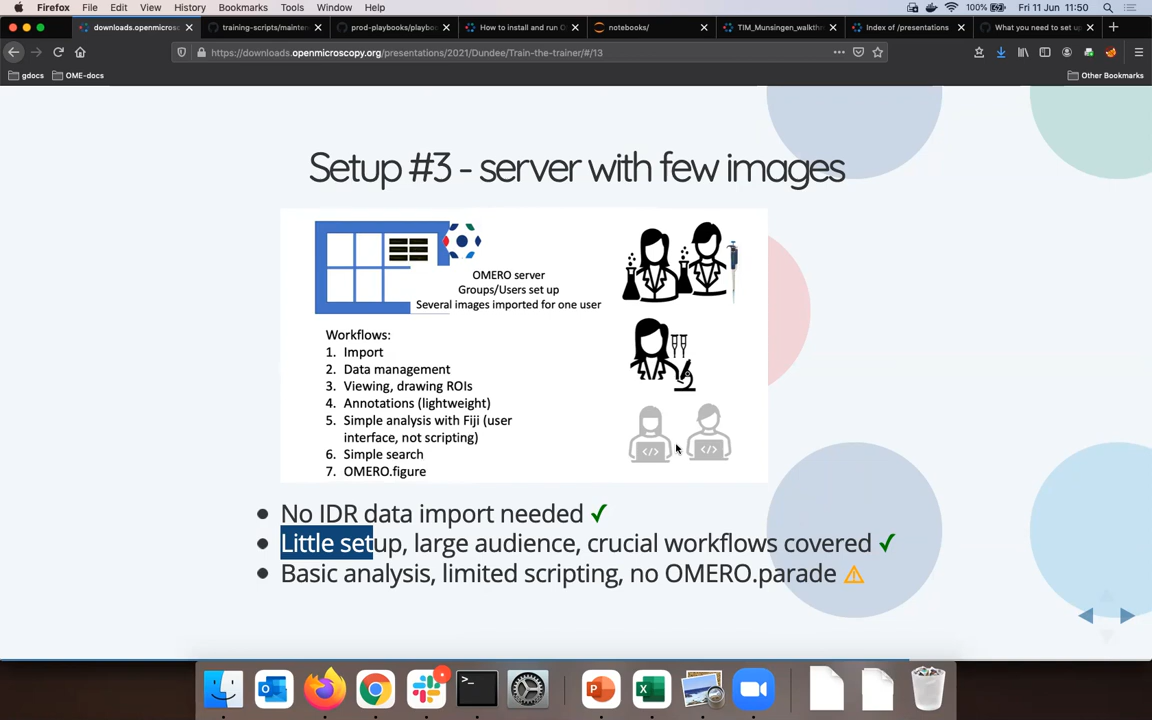 Firefox File Edit View History Bookmarks Tools Window Help 100% Fri 11 Jun 11:50
downloads.openmicroscopy.o training-scripts/mainten prod-playbooks/playboo How to install and run O notebooks/ TIM_Munsingen_walkth Index of /presentations What you need to set up
https://downloads.openmicroscopy.org/presentations/2021/Dundee/Train-the-trainer/#/13
gdocs OME-docs Other Bookmarks
Setup #3 - server with few images
OMERO server
Groups/Users set up
Several images imported for one user
Workflows:
1. Import
2. Data management
3. Viewing, drawing ROIs
4. Annotations (lightweight)
5. Simple analysis with Fiji (user
interface, not scripting)
6. Simple search
7. OMERO.figure
</> </>
• No IDR data import needed ✓
• Little setup, large audience, crucial workflows covered ✓
• Basic analysis, limited scripting, no OMERO.parade ⚠